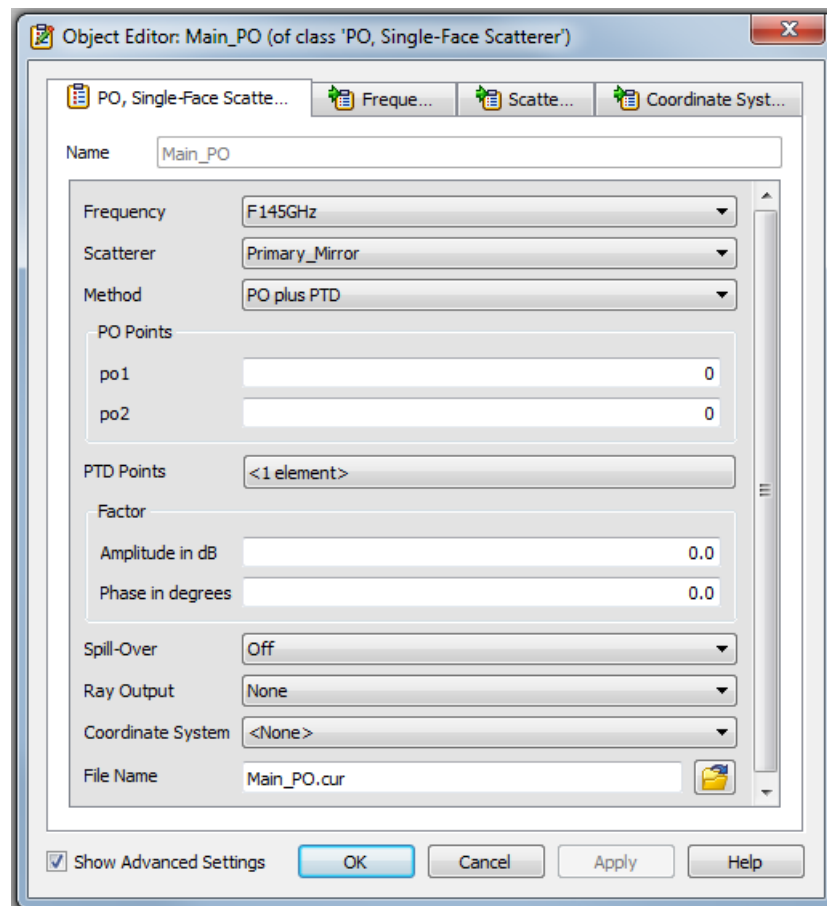 Object Editor: Main_PO (of class 'PO, Single-Face Scatterer')
PO, Single-Face Scatte... Freque... Scatte... Coordinate Syst...
Name Main_PO
Frequency F145GHz
Scatterer Primary_Mirror
Method PO plus PTD
PO Points
po1 0
po2 0
PTD Points <1 element>
Factor
Amplitude in dB 0.0
Phase in degrees 0.0
Spill-Over Off
Ray Output None
Coordinate System <None>
File Name Main_PO.cur
Show Advanced Settings OK Cancel Apply Help